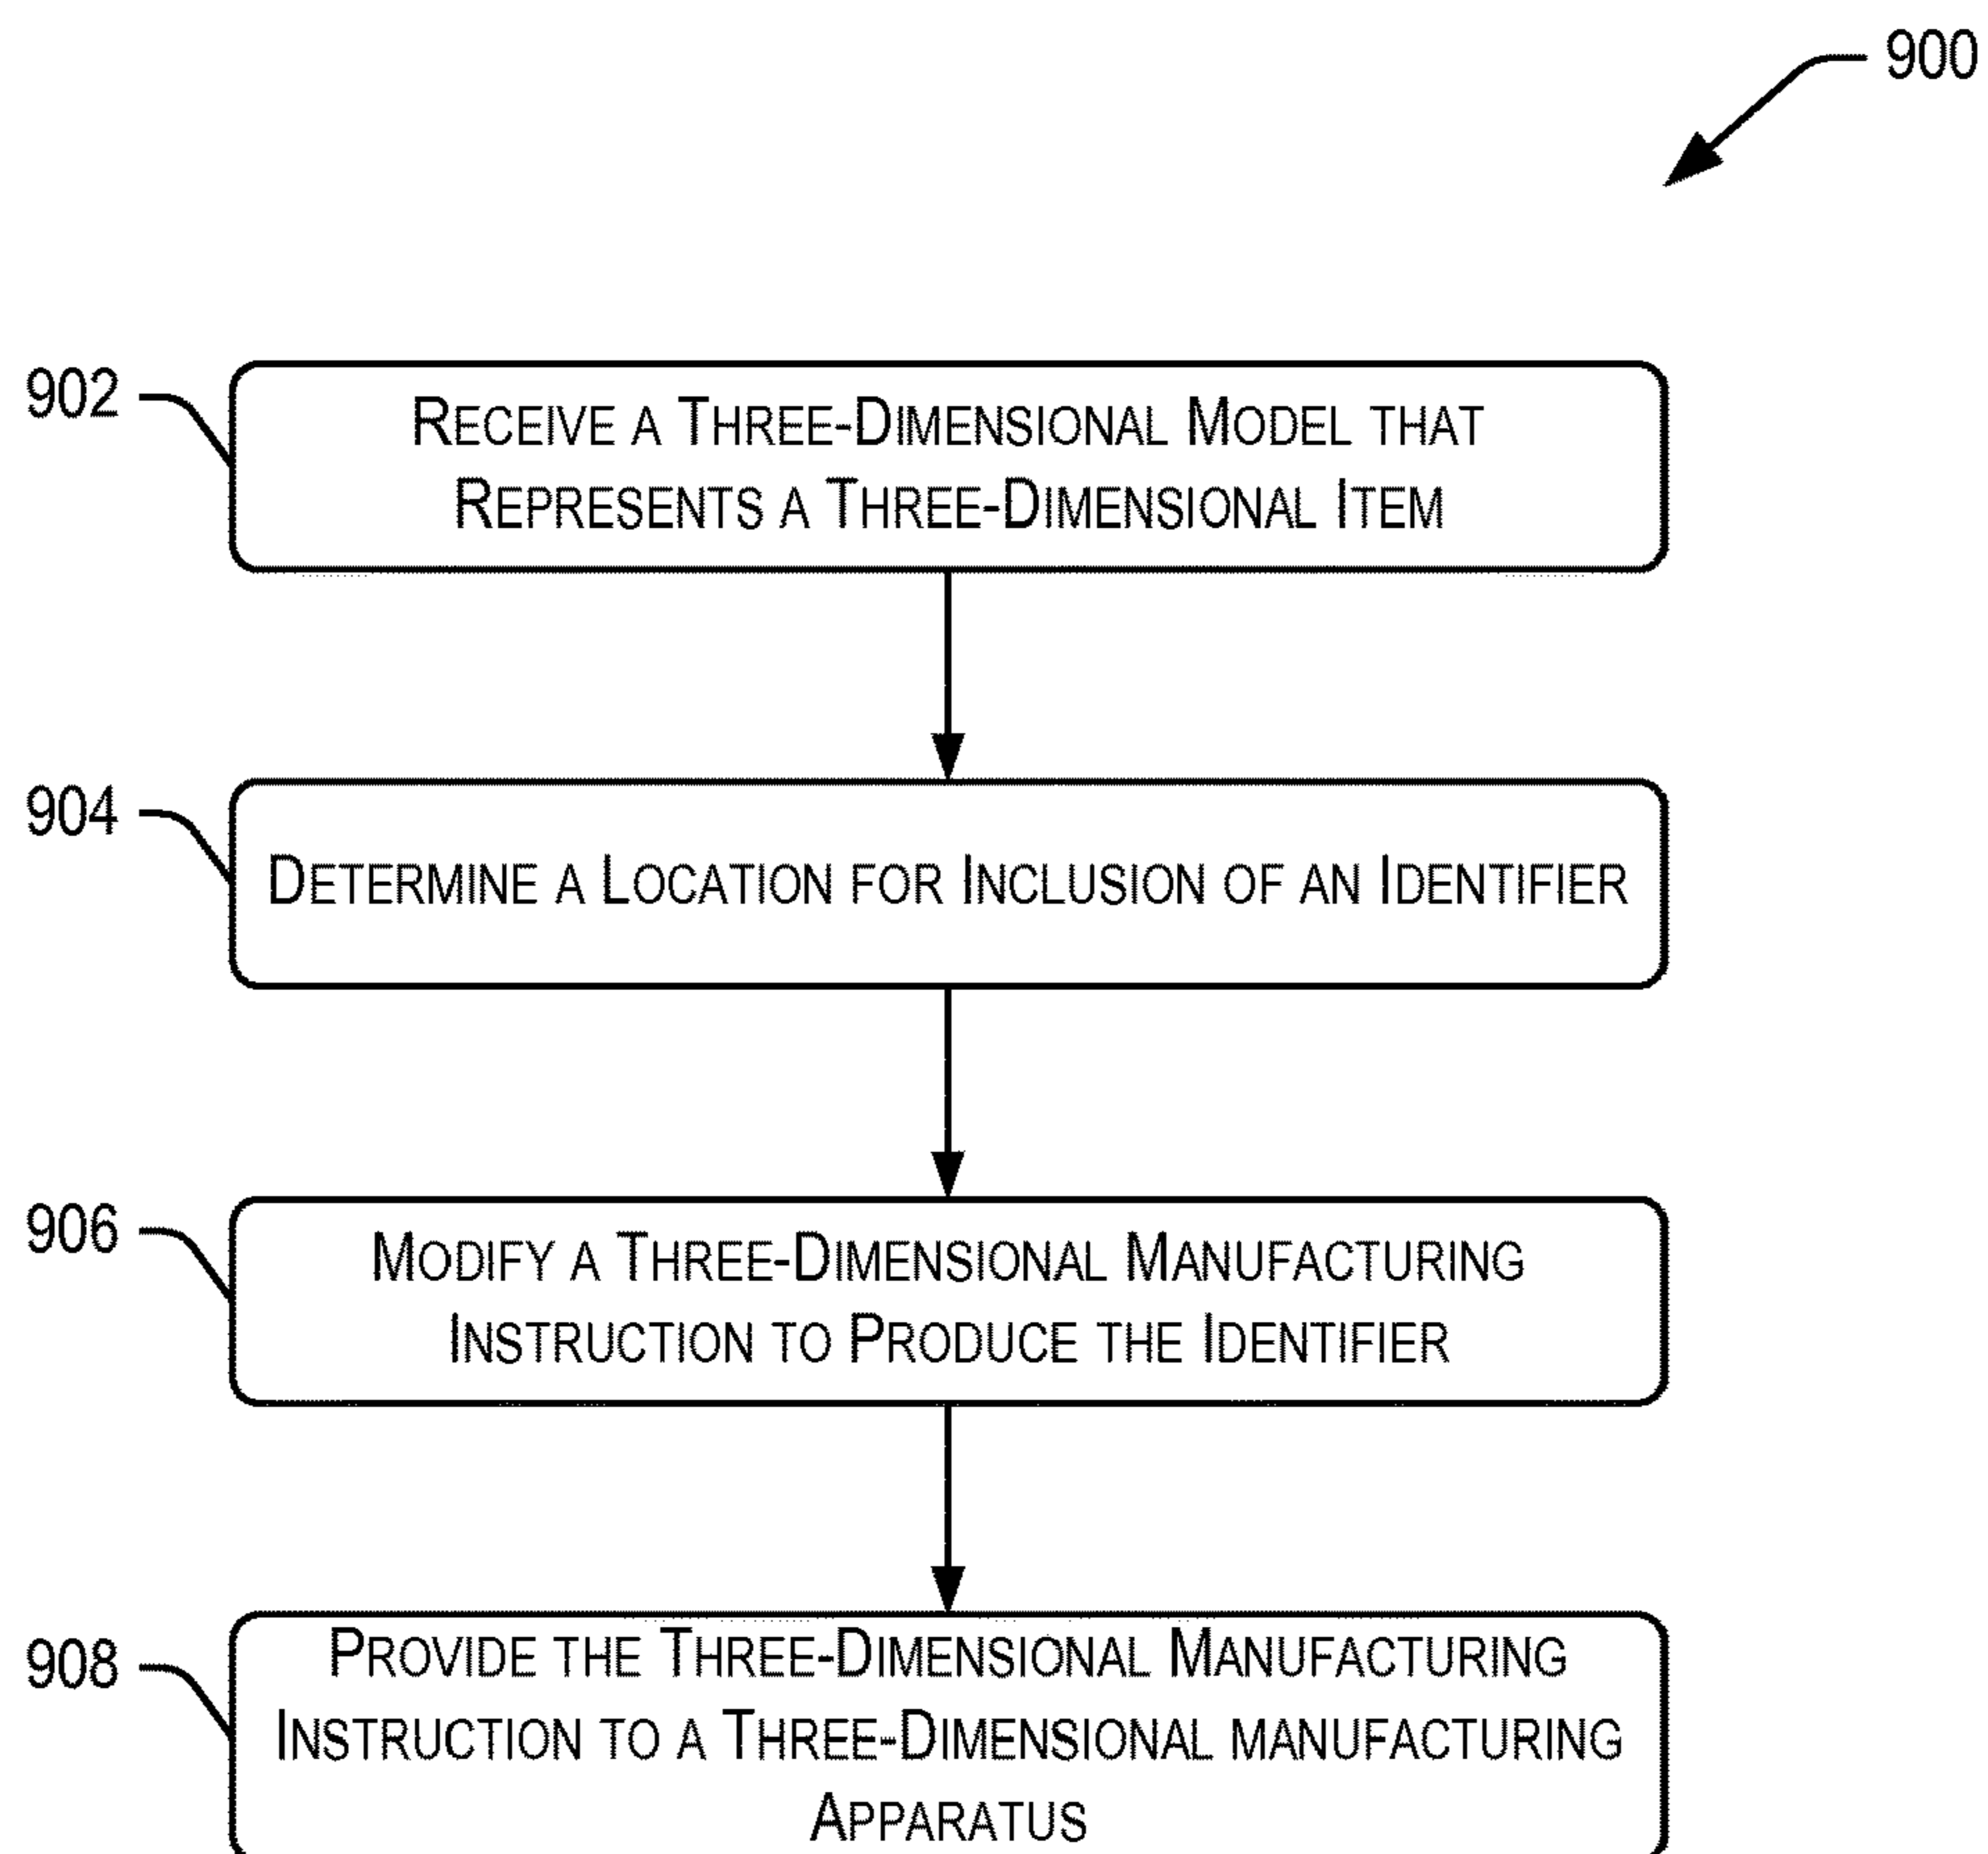 900
902
Receive a Three-Dimensional Model that
Represents a Three-Dimensional Item
904
Determine a Location for Inclusion of an Identifier
906
Modify a Three-Dimensional Manufacturing
Instruction to Produce the Identifier
908
Provide the Three-Dimensional Manufacturing
Instruction to a Three-Dimensional manufacturing
Apparatus